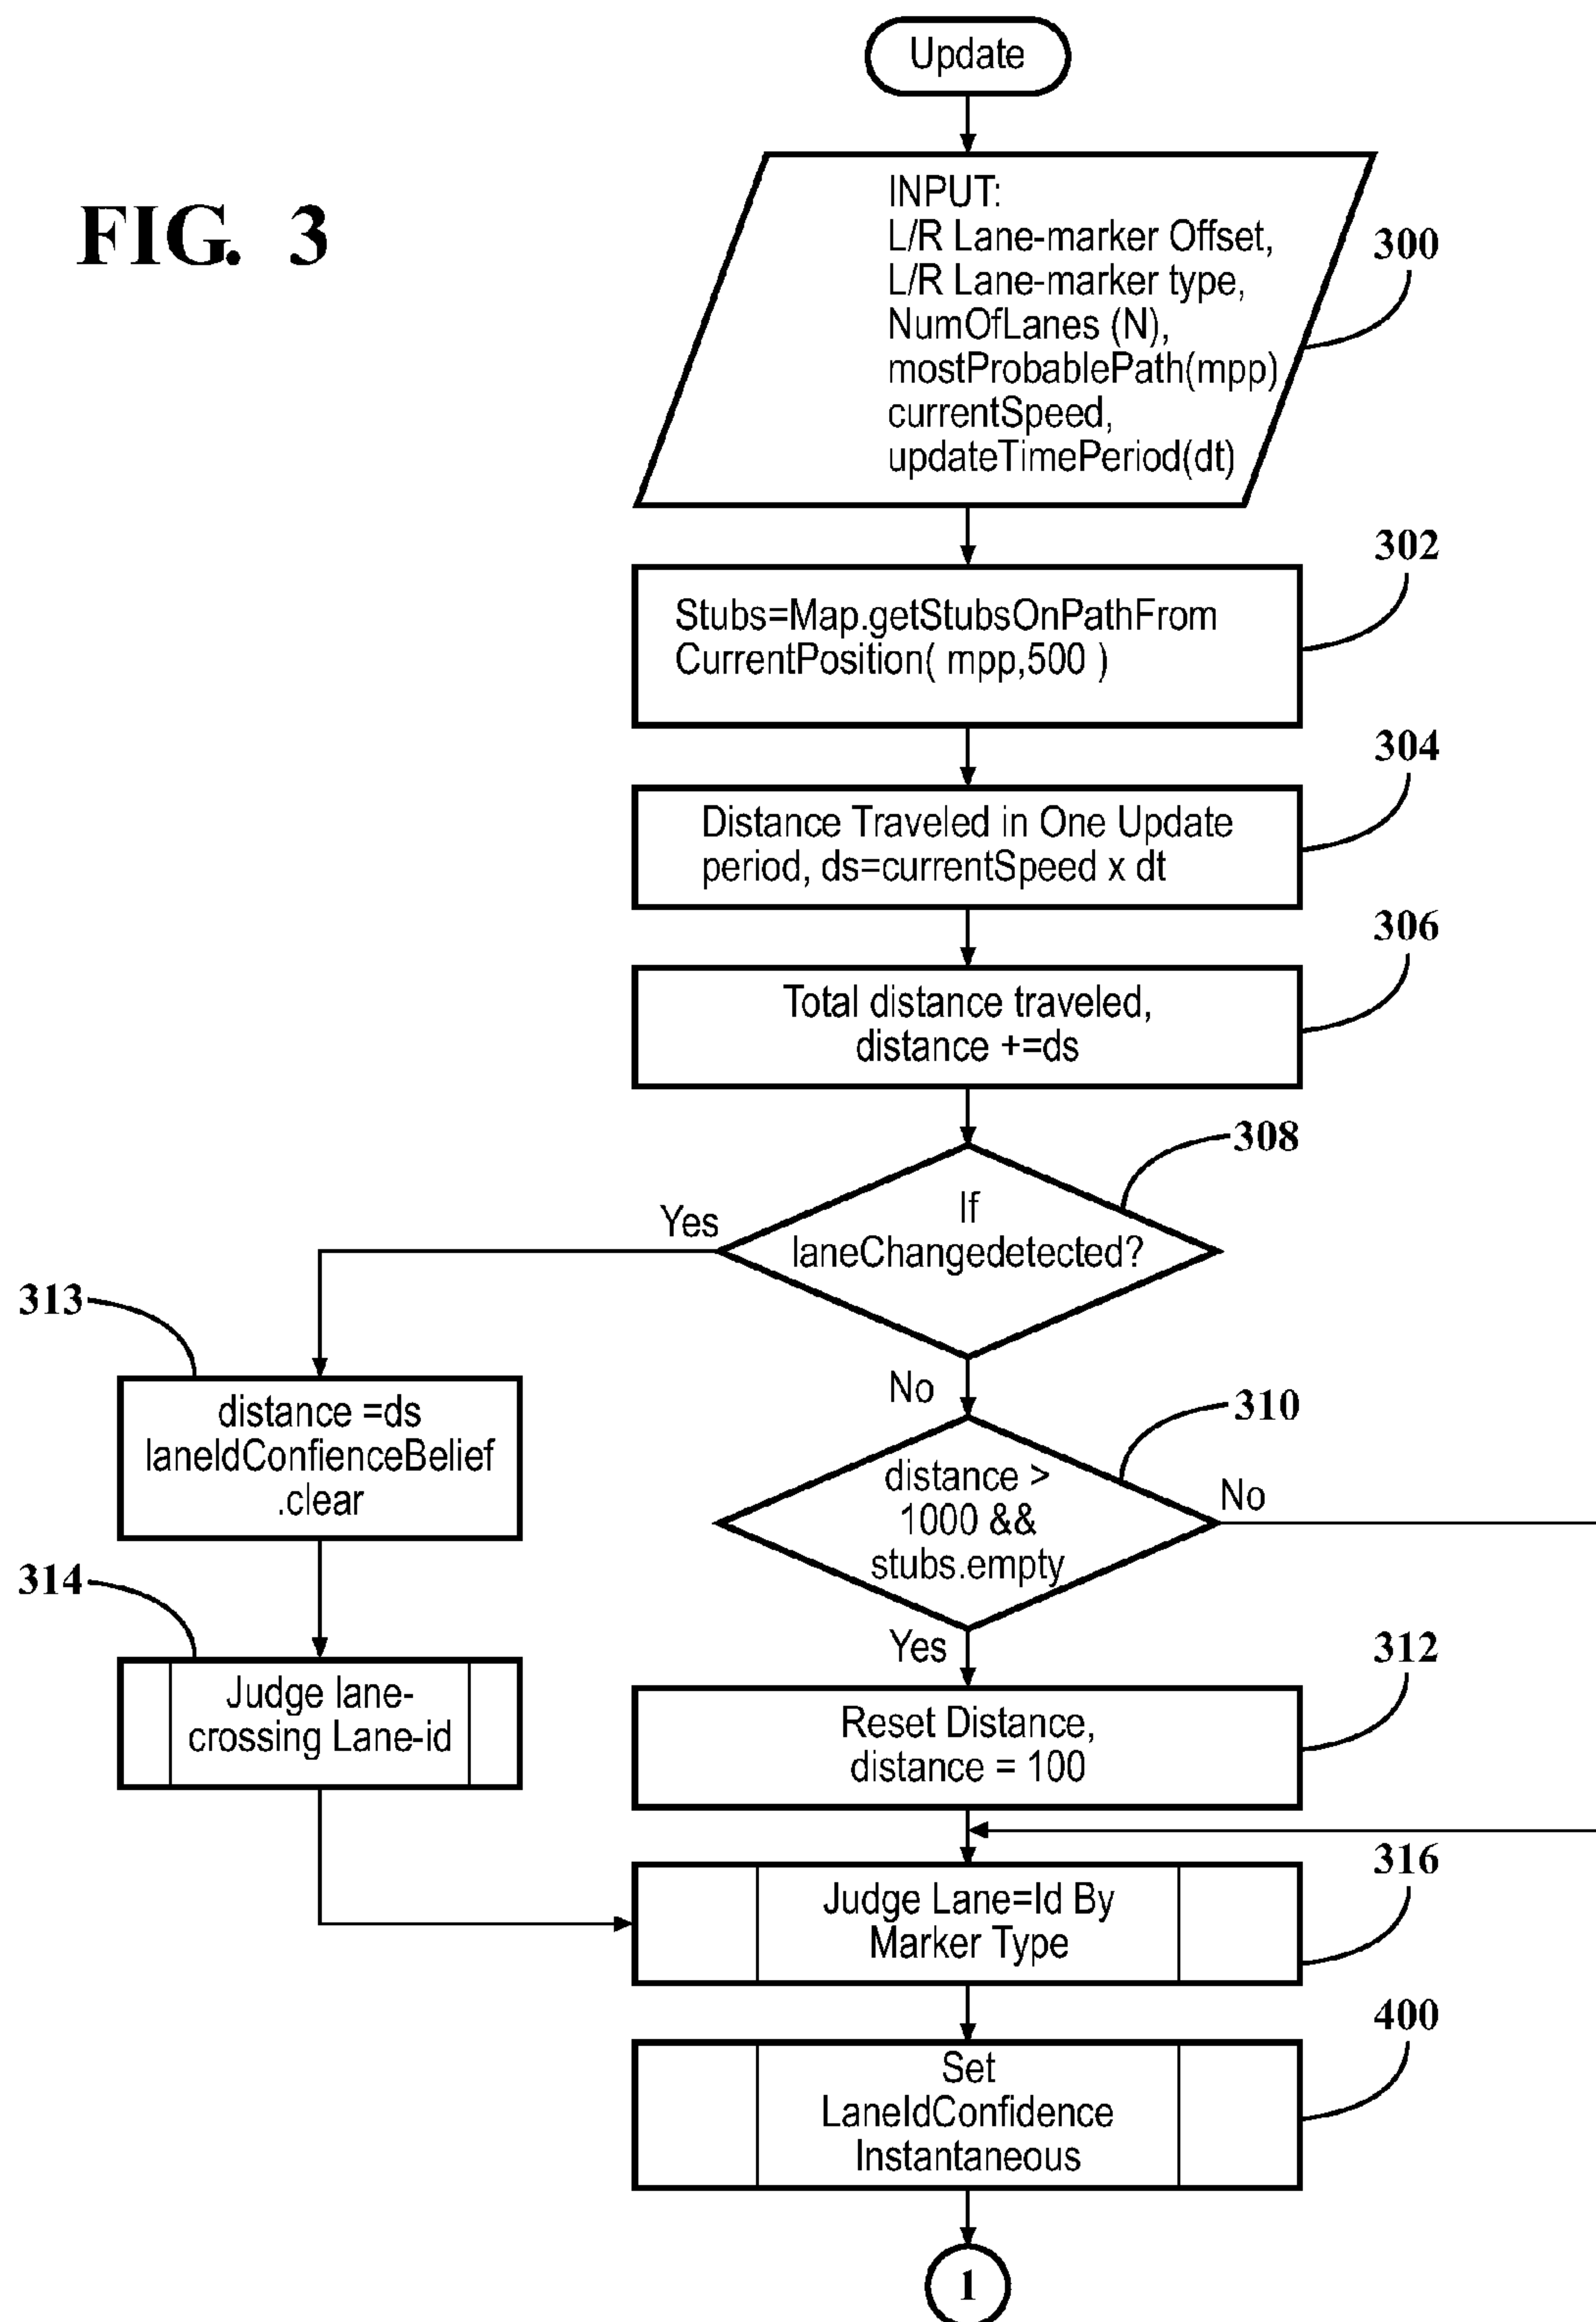 Update
FIG. 3
INPUT:
L/R Lane-marker Offset,
L/R Lane-marker type,
NumOfLanes (N),
mostProbablePath(mpp)
currentSpeed,
updateTimePeriod(dt)
300
Stubs=Map.getStubsOnPathFrom
CurrentPosition( mpp,500 )
302
Distance Traveled in One Update
period, ds=currentSpeed x dt
304
Total distance traveled,
distance +=ds
306
If
laneChangedetected?
308
Yes
No
313
distance =ds
laneIdConfienceBelief
.clear
distance >
1000 &&
stubs.empty
310
No
Yes
314
Judge lane-
crossing Lane-id
Reset Distance,
distance = 100
312
Judge Lane=Id By
Marker Type
316
Set
LaneIdConfidence
Instantaneous
400
1